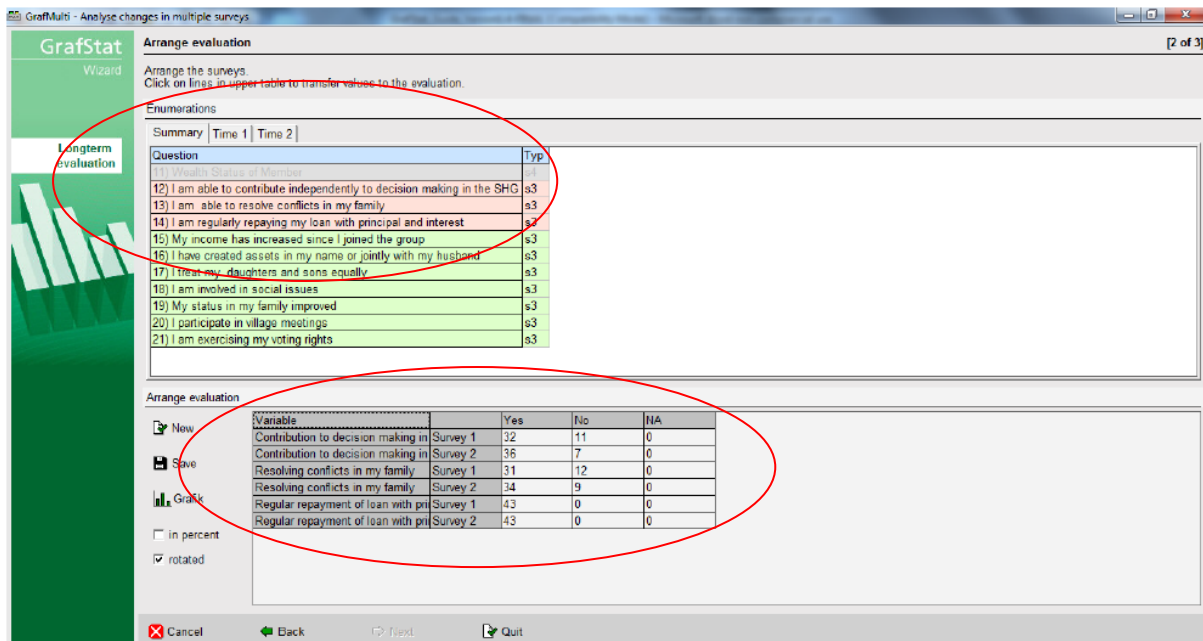 GrafMulti - Analyse changes in multiple surveys
GrafStat
Wizard
Longterm
evaluation
Arrange evaluation [2 of 3]
Arrange the surveys.
Click on lines in upper table to transfer values to the evaluation.
Enumerations
Summary Time 1 Time 2
Question Typ
11) Wealth Status of Member s4
12) I am able to contribute independently to decision making in the SHG s3
13) I am able to resolve conflicts in my family s3
14) I am regularly repaying my loan with principal and interest s3
15) My income has increased since I joined the group s3
16) I have created assets in my name or jointly with my husband s3
17) I treat my daughters and sons equally s3
18) I am involved in social issues s3
19) My status in my family improved s3
20) I participate in village meetings s3
21) I am exercising my voting rights s3
Arrange evaluation
New
Save
Grafik
in percent
rotated
Variable Yes No NA
Contribution to decision making in Survey 1 32 11 0
Contribution to decision making in Survey 2 36 7 0
Resolving conflicts in my family Survey 1 31 12 0
Resolving conflicts in my family Survey 2 34 9 0
Regular repayment of loan with pri Survey 1 43 0 0
Regular repayment of loan with pri Survey 2 43 0 0
Cancel Back Next Quit